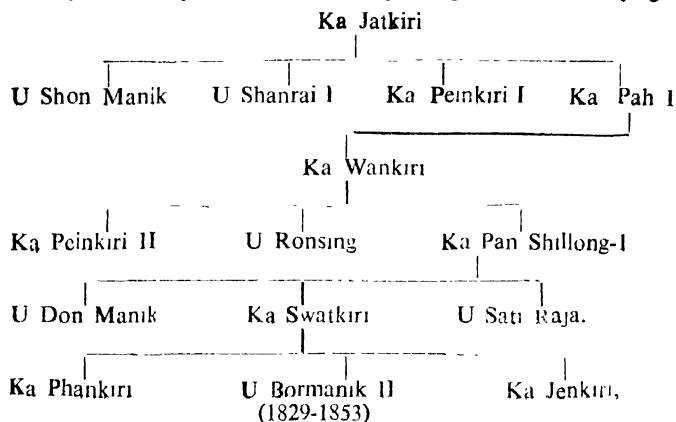 Ka Jatkiri
U Shon Manik U Shanrai I Ka Peinkiri I Ka Pah I
Ka Wankiri
Ka Peinkiri II U Ronsing Ka Pan Shillong-I
U Don Manik Ka Swatkiri U Sati Raja.
Ka Phankiri U Bormanik II Ka Jenkiri,
(1829-1853)